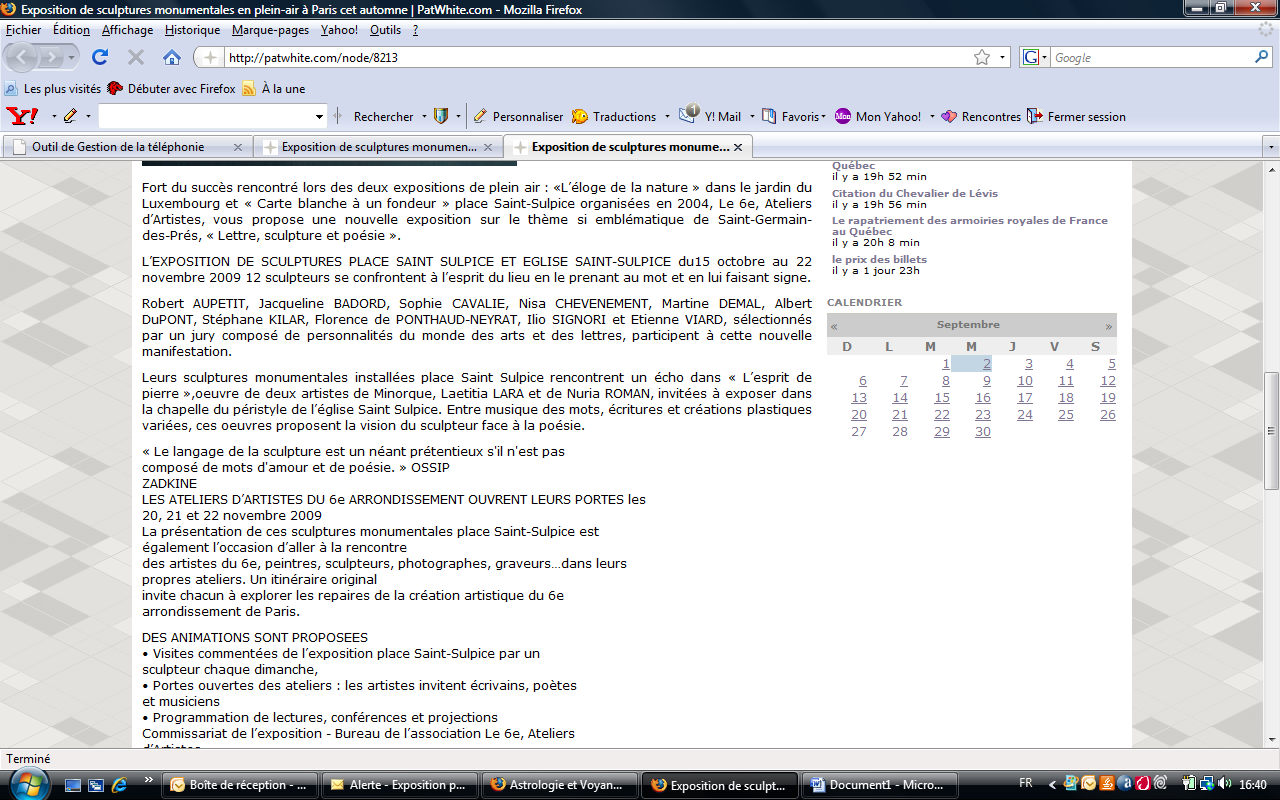 Exposition de sculptures monumentales en plein-air à Paris cet automne | PatWhite.com - Mozilla Firefox
Fichier Édition Affichage Historique Marque-pages Yahoo! Outils ?
http://patwhite.com/node/8213
Google
Les plus visités Débuter avec Firefox À la une
Y! Rechercher Personnaliser Traductions 1 Y! Mail Favoris Mon Mon Yahoo! Rencontres Fermer session
Outil de Gestion de la téléphonie
Exposition de sculptures monumen...
Exposition de sculptures monume...
Fort du succès rencontré lors des deux expositions de plein air : «L’éloge de la nature » dans le jardin du
Luxembourg et « Carte blanche à un fondeur » place Saint-Sulpice organisées en 2004, Le 6e, Ateliers
d’Artistes, vous propose une nouvelle exposition sur le thème si emblématique de Saint-Germain-
des-Prés, « Lettre, sculpture et poésie ».
L’EXPOSITION DE SCULPTURES PLACE SAINT SULPICE ET EGLISE SAINT-SULPICE du15 octobre au 22
novembre 2009 12 sculpteurs se confrontent à l’esprit du lieu en le prenant au mot et en lui faisant signe.
Robert AUPETIT, Jacqueline BADORD, Sophie CAVALIE, Nisa CHEVENEMENT, Martine DEMAL, Albert
DuPONT, Stéphane KILAR, Florence de PONTHAUD-NEYRAT, Ilio SIGNORI et Etienne VIARD, sélectionnés
par un jury composé de personnalités du monde des arts et des lettres, participent à cette nouvelle
manifestation.
Leurs sculptures monumentales installées place Saint Sulpice rencontrent un écho dans « L’esprit de
pierre »,oeuvre de deux artistes de Minorque, Laetitia LARA et de Nuria ROMAN, invitées à exposer dans
la chapelle du péristyle de l’église Saint Sulpice. Entre musique des mots, écritures et créations plastiques
variées, ces oeuvres proposent la vision du sculpteur face à la poésie.
« Le langage de la sculpture est un néant prétentieux s'il n'est pas
composé de mots d'amour et de poésie. » OSSIP
ZADKINE
LES ATELIERS D’ARTISTES DU 6e ARRONDISSEMENT OUVRENT LEURS PORTES les
20, 21 et 22 novembre 2009
La présentation de ces sculptures monumentales place Saint-Sulpice est
également l’occasion d’aller à la rencontre
des artistes du 6e, peintres, sculpteurs, photographes, graveurs…dans leurs
propres ateliers. Un itinéraire original
invite chacun à explorer les repaires de la création artistique du 6e
arrondissement de Paris.
DES ANIMATIONS SONT PROPOSEES
• Visites commentées de l’exposition place Saint-Sulpice par un
sculpteur chaque dimanche,
• Portes ouvertes des ateliers : les artistes invitent écrivains, poètes
et musiciens
• Programmation de lectures, conférences et projections
Commissariat de l’exposition - Bureau de l’association Le 6e, Ateliers
d’Artistes
Québec
il y a 19h 52 min
Citation du Chevalier de Lévis
il y a 19h 56 min
Le rapatriement des armoiries royales de France
au Québec
il y a 20h 8 min
le prix des billets
il y a 1 jour 23h
CALENDRIER
« Septembre »
D L M M J V S
1 2 3 4 5
6 7 8 9 10 11 12
13 14 15 16 17 18 19
20 21 22 23 24 25 26
27 28 29 30
Terminé
Boîte de réception - ...
Alerte - Exposition p...
Astrologie et Voyan...
Exposition de sculpt...
Document1 - Micro...
FR
16:40